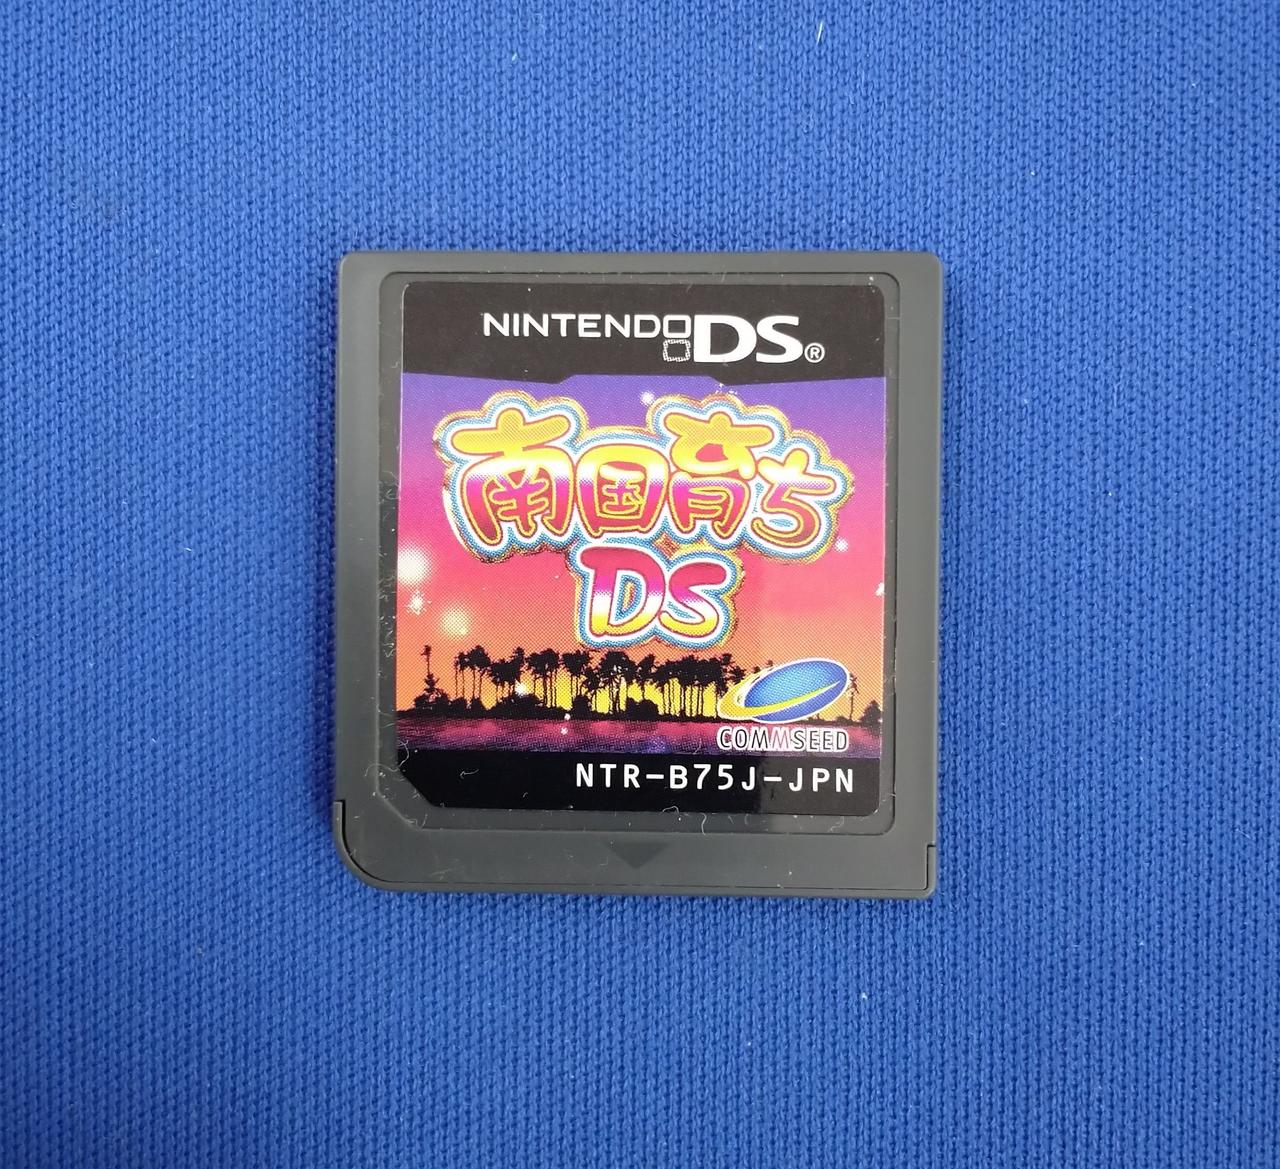 NINTENDO DS®
南国育ち
DS
COMMSEED
NTR-B75J-JPN